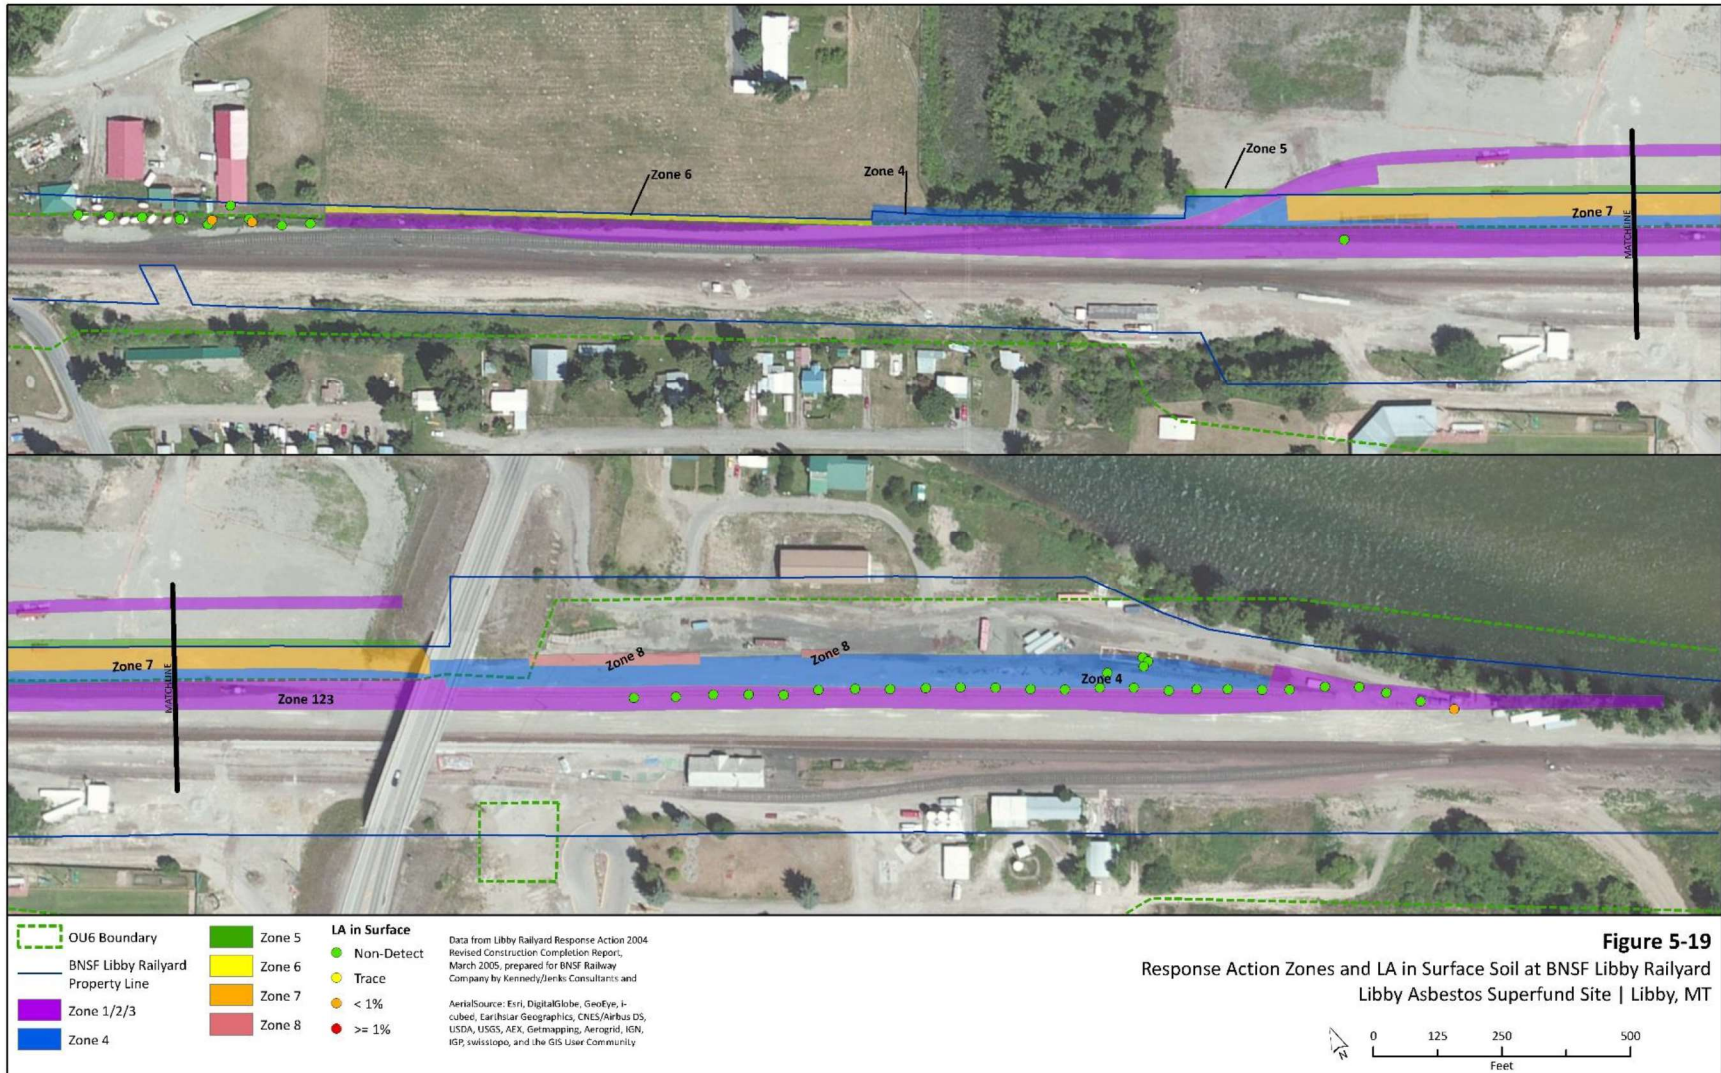 Zone 5
Zone 4
Zone 6
Zone 7
MATCHLINE
Zone 7
Zone 8
Zone 8
Zone 4
Zone 123
MATCHLINE
OU6 Boundary
BNSF Libby Railyard
Property Line
Zone 1/2/3
Zone 4
Zone 5
Zone 6
Zone 7
Zone 8
LA in Surface
Non-Detect
Trace
< 1%
>= 1%
Data from Libby Railyard Response Action 2004
Revised Construction Completion Report,
March 2005, prepared for BNSF Railway
Company by Kennedy/Jenks Consultants and
AerialSource: Esri, DigitalGlobe, GeoEye, i-
cubed, Earthstar Geographics, CNES/Airbus DS,
USDA, USGS, AEX, Getmapping, Aerogrid, IGN,
IGP, swisstopo, and the GIS User Community
Figure 5-19
Response Action Zones and LA in Surface Soil at BNSF Libby Railyard
Libby Asbestos Superfund Site | Libby, MT
N
0 125 250 500
Feet